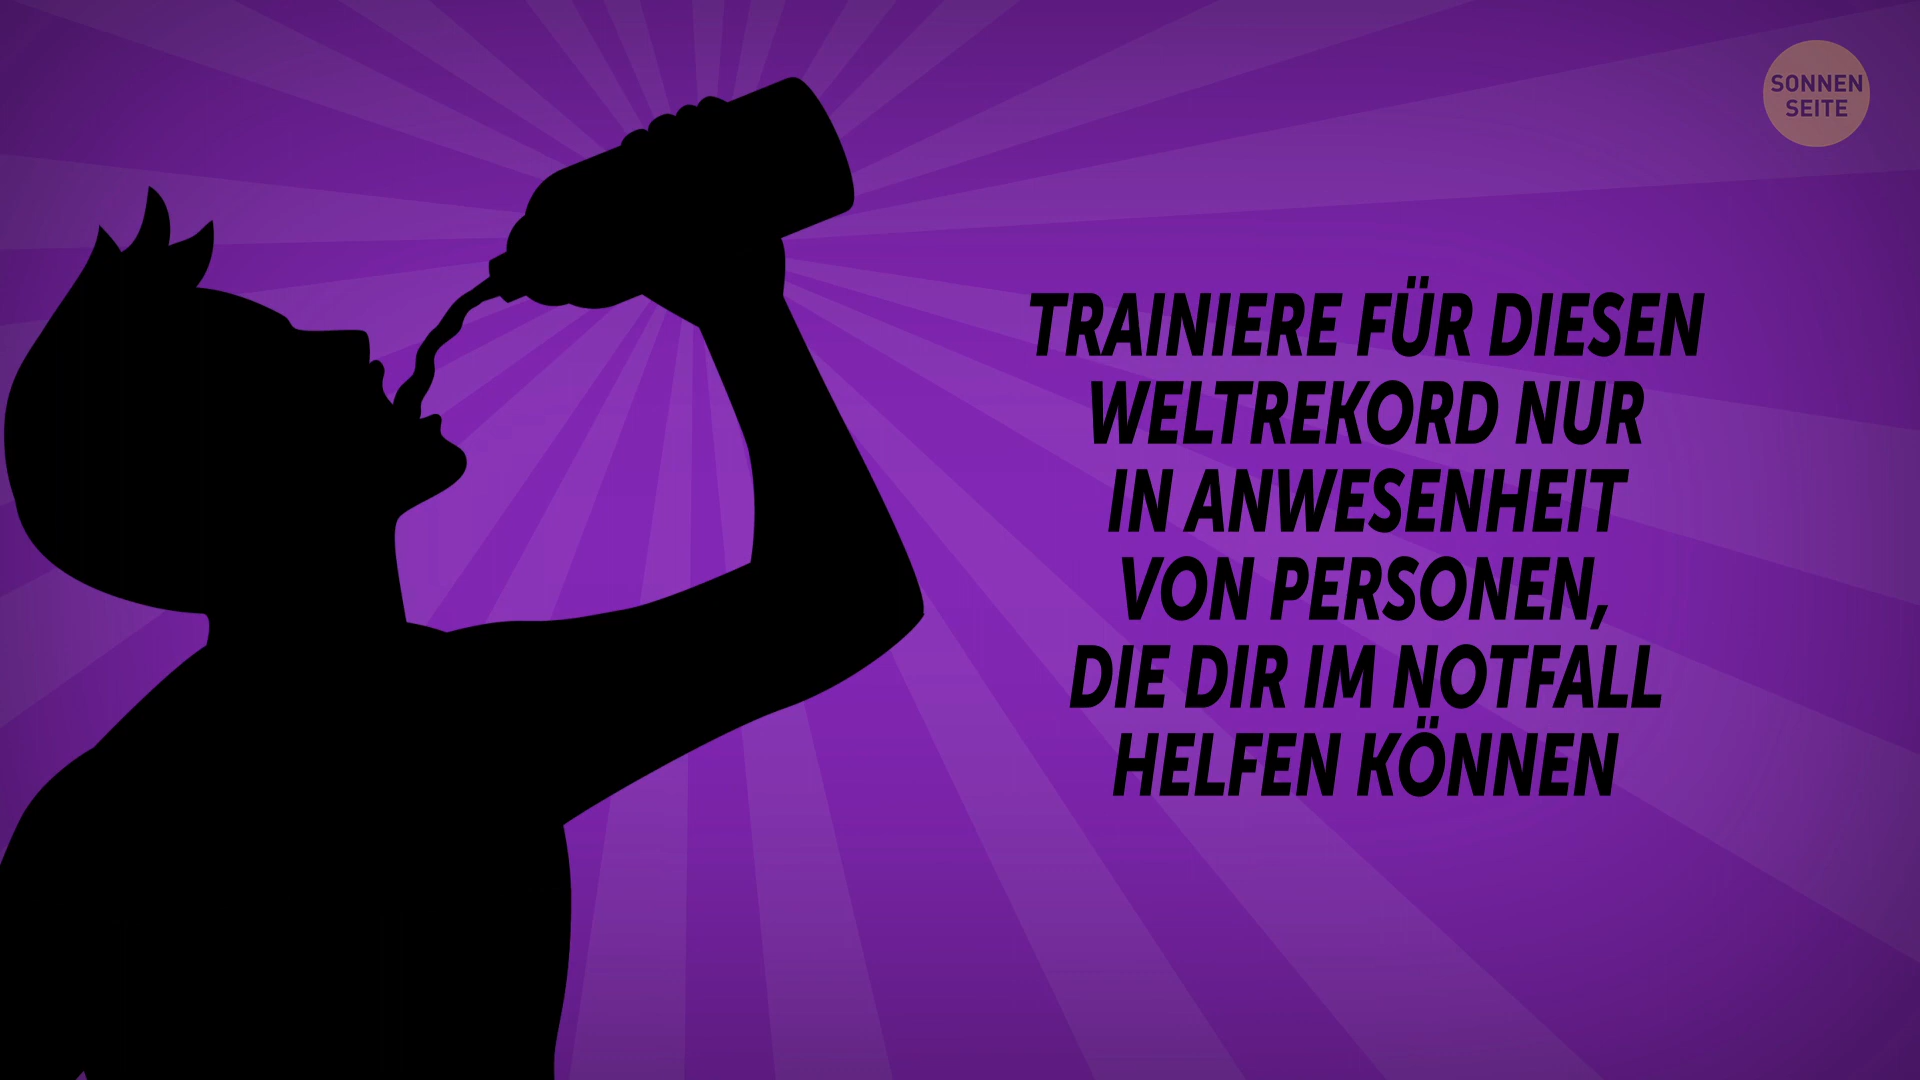 SONNEN
SEITE
TRAINIERE FÜR DIESEN
WELTREKORD NUR
IN ANWESENHEIT
VON PERSONEN,
DIE DIR IM NOTFALL
HELFEN KÖNNEN